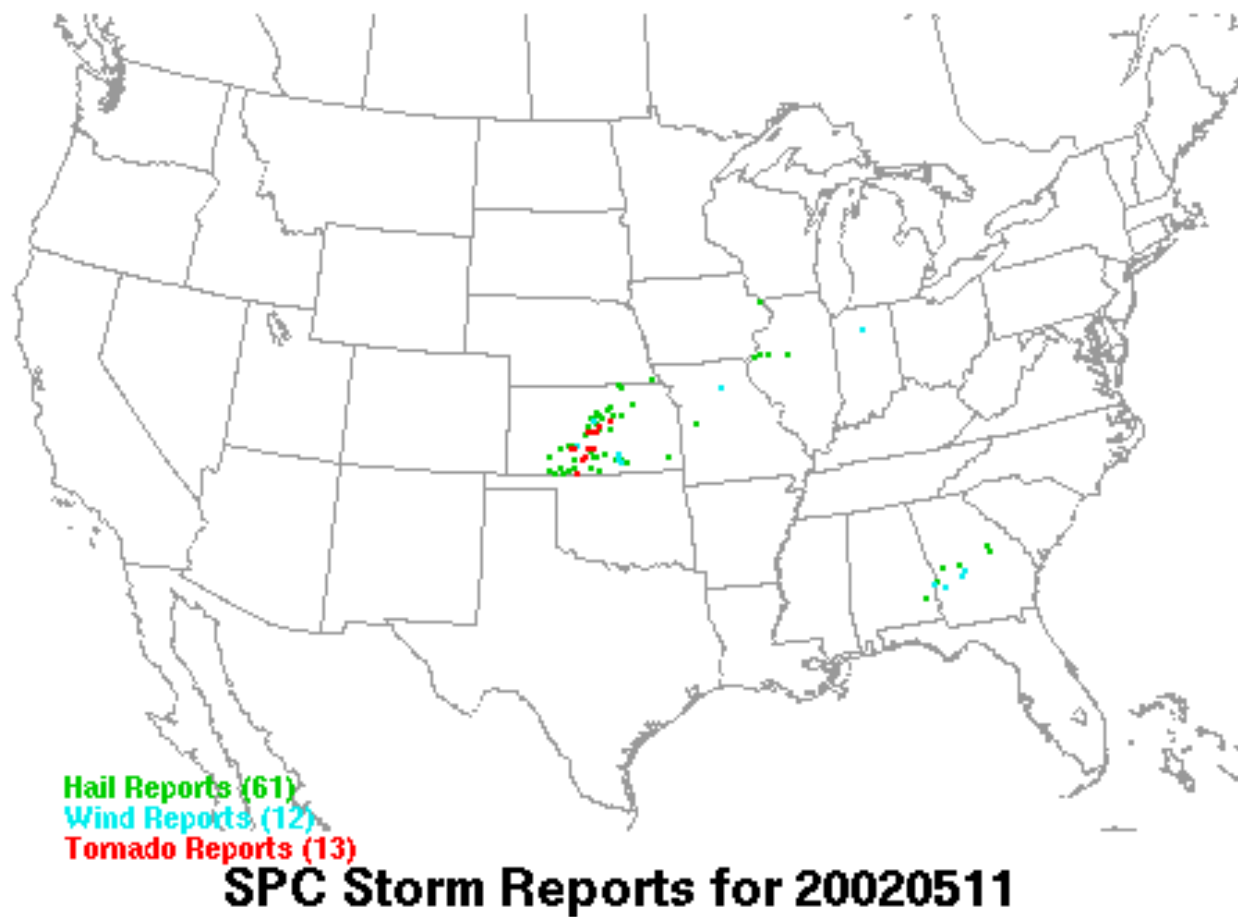 Hail Reports (61)
Wind Reports (12)
Tornado Reports (13)
SPC Storm Reports for 20020511